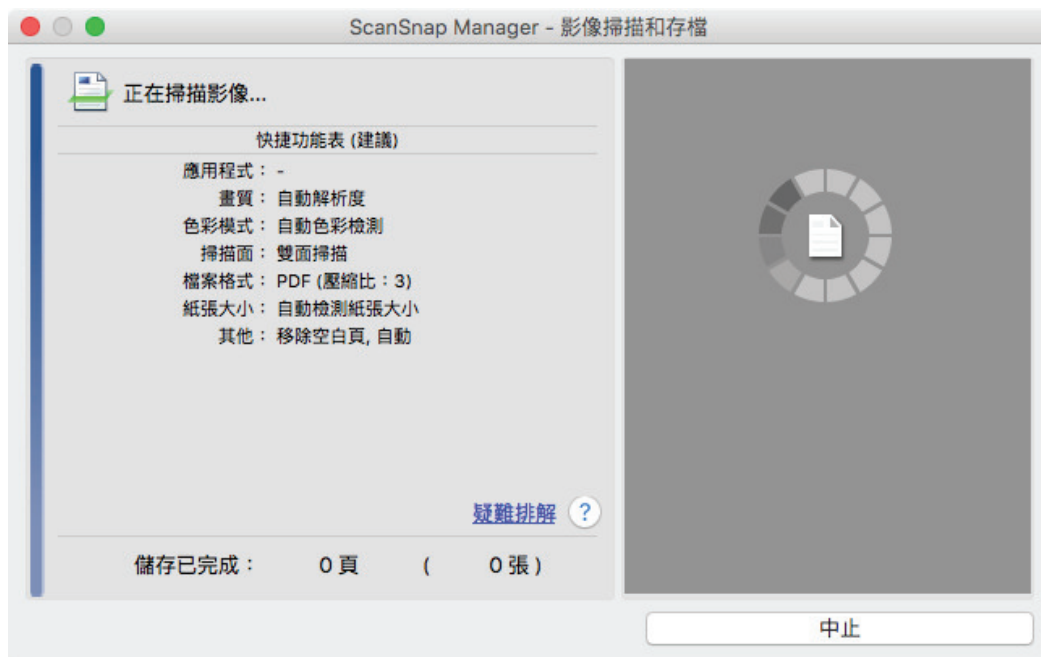 ScanSnap Manager - 影像掃描和存檔
正在掃描影像...
快捷功能表 (建議)
應用程式： -
畫質： 自動解析度
色彩模式： 自動色彩檢測
掃描面： 雙面掃描
檔案格式： PDF (壓縮比：3)
紙張大小： 自動檢測紙張大小
其他： 移除空白頁, 自動
疑難排解 ?
儲存已完成： 0 頁 ( 0 張 )
中止